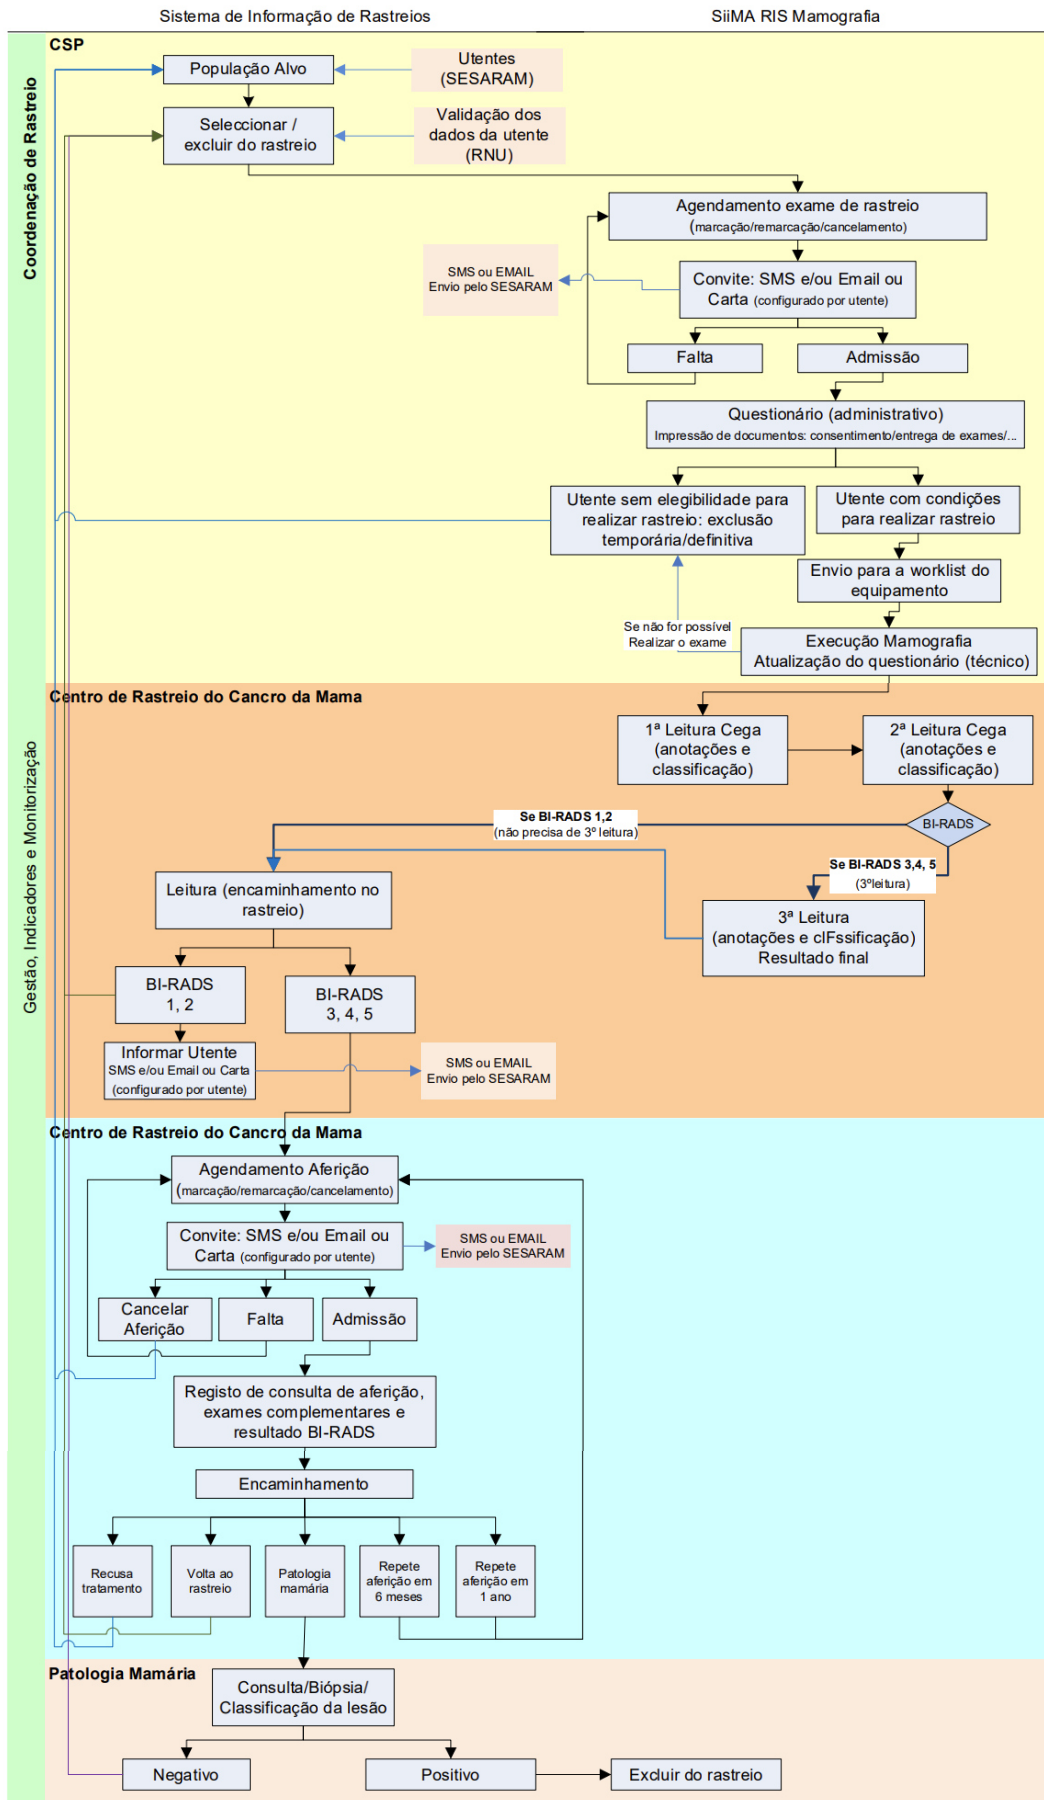 Sistema de Informação de Rastreios
SiiMA RIS Mamografia
Coordenação de Rastreio
Gestão, Indicadores e Monitorização
CSP
População Alvo
Utentes
(SESARAM)
Seleccionar /
excluir do rastreio
Validação dos
dados da utente
(RNU)
Agendamento exame de rastreio
(marcação/remarcação/cancelamento)
SMS ou EMAIL
Envio pelo SESARAM
Convite: SMS e/ou Email ou
Carta (configurado por utente)
Falta
Admissão
Questionário (administrativo)
Impressão de documentos: consentimento/entrega de exames/...
Utente sem elegibilidade para
realizar rastreio: exclusão
temporária/definitiva
Utente com condições
para realizar rastreio
Envio para a worklist do
equipamento
Se não for possível
Realizar o exame
Execução Mamografia
Atualização do questionário (técnico)
Centro de Rastreio do Cancro da Mama
1ª Leitura Cega
(anotações e
classificação)
2ª Leitura Cega
(anotações e
classificação)
Se BI-RADS 1,2
(não precisa de 3º leitura)
BI-RADS
Se BI-RADS 3,4, 5
(3ºleitura)
Leitura (encaminhamento no
rastreio)
3ª Leitura
(anotações e clFssificação)
Resultado final
BI-RADS
1, 2
BI-RADS
3, 4, 5
Informar Utente
SMS e/ou Email ou Carta
(configurado por utente)
SMS ou EMAIL
Envio pelo SESARAM
Centro de Rastreio do Cancro da Mama
Agendamento Aferição
(marcação/remarcação/cancelamento)
Convite: SMS e/ou Email ou
Carta (configurado por utente)
SMS ou EMAIL
Envio pelo SESARAM
Cancelar
Aferição
Falta
Admissão
Registo de consulta de aferição,
exames complementares e
resultado BI-RADS
Encaminhamento
Recusa
tratamento
Volta ao
rastreio
Patologia
mamária
Repete
aferição em
6 meses
Repete
aferição em
1 ano
Patologia Mamária
Consulta/Biópsia/
Classificação da lesão
Negativo
Positivo
Excluir do rastreio